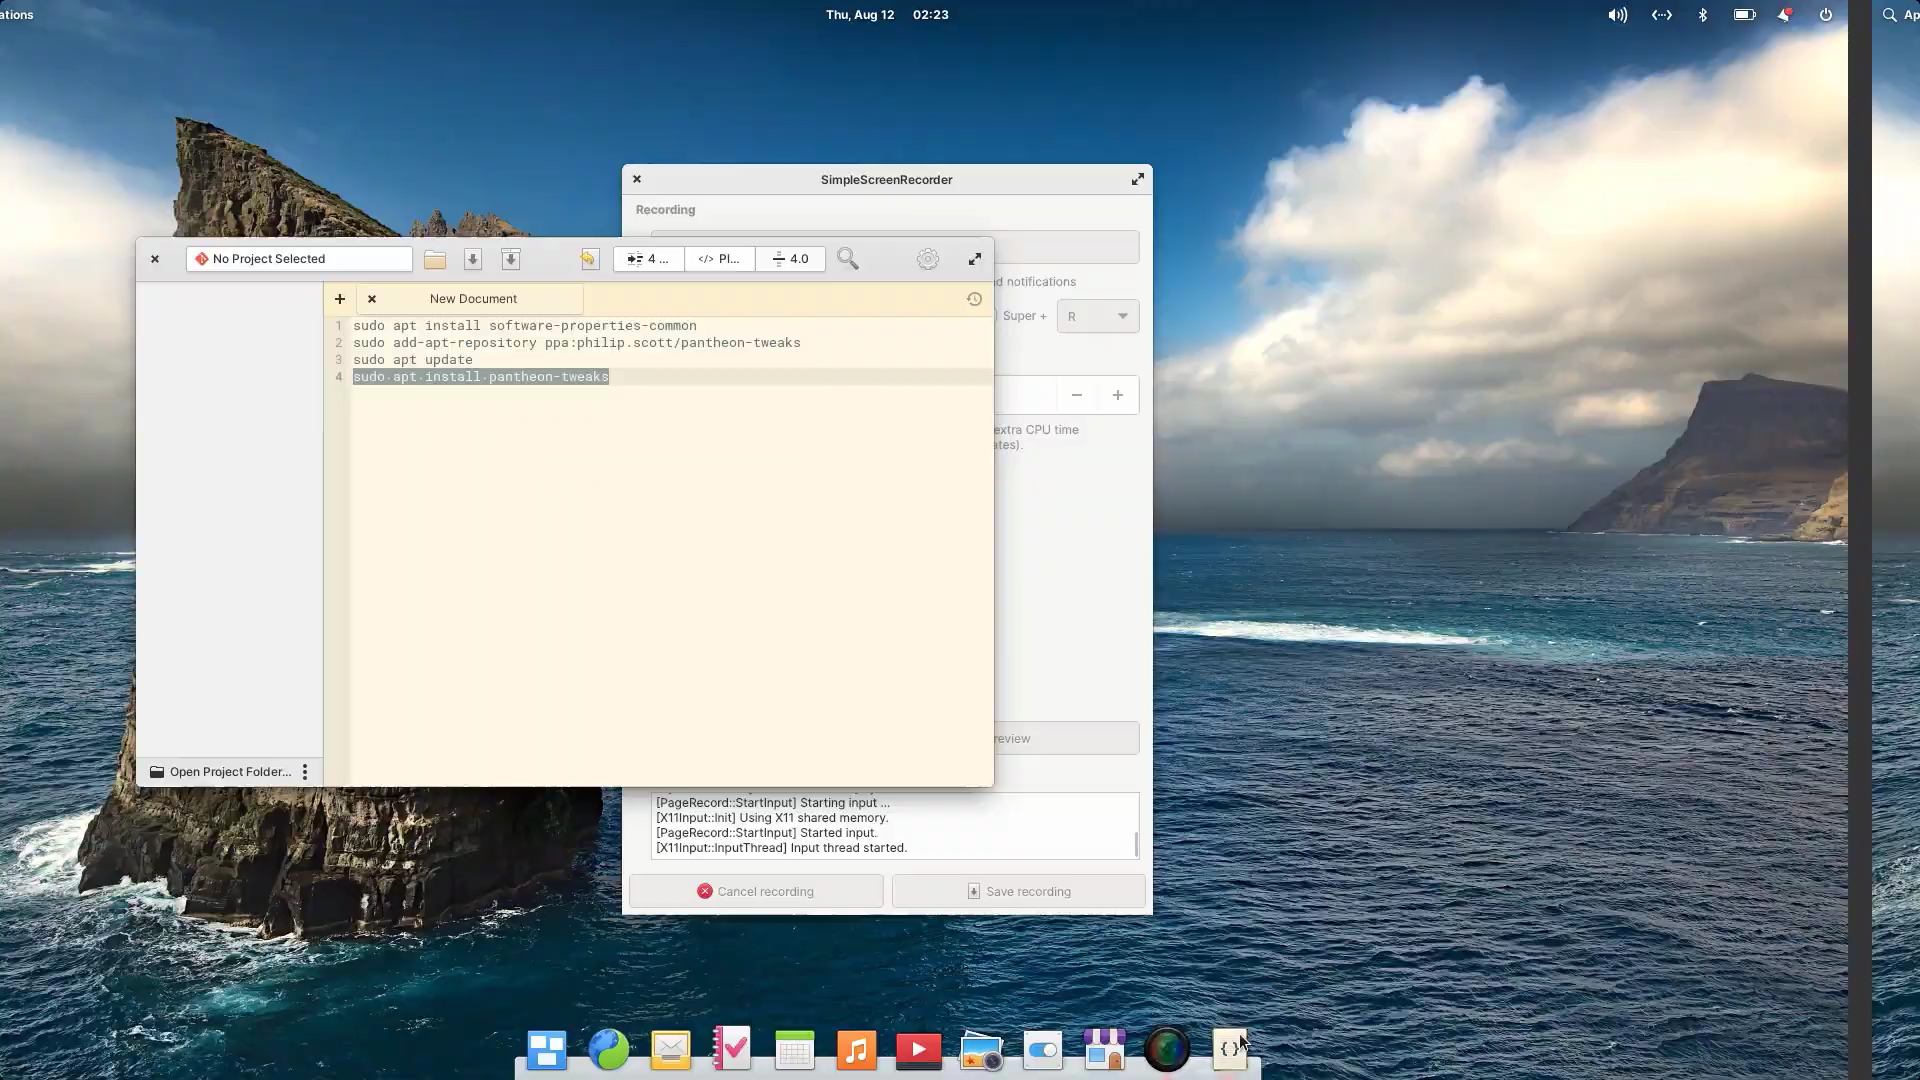 ations
Thu, Aug 12 02:23
Ap
SimpleScreenRecorder
Recording
No Project Selected
4 ...
</> Pl...
4.0
d notifications
Super +
R
New Document
1 sudo apt install software-properties-common
2 sudo add-apt-repository ppa:philip.scott/pantheon-tweaks
3 sudo apt update
4 sudo apt install pantheon-tweaks
extra CPU time
ates).
review
Open Project Folder...
[PageRecord::StartInput] Starting input ...
[X11Input::Init] Using X11 shared memory.
[PageRecord::StartInput] Started input.
[X11Input::InputThread] Input thread started.
Cancel recording
Save recording
{}